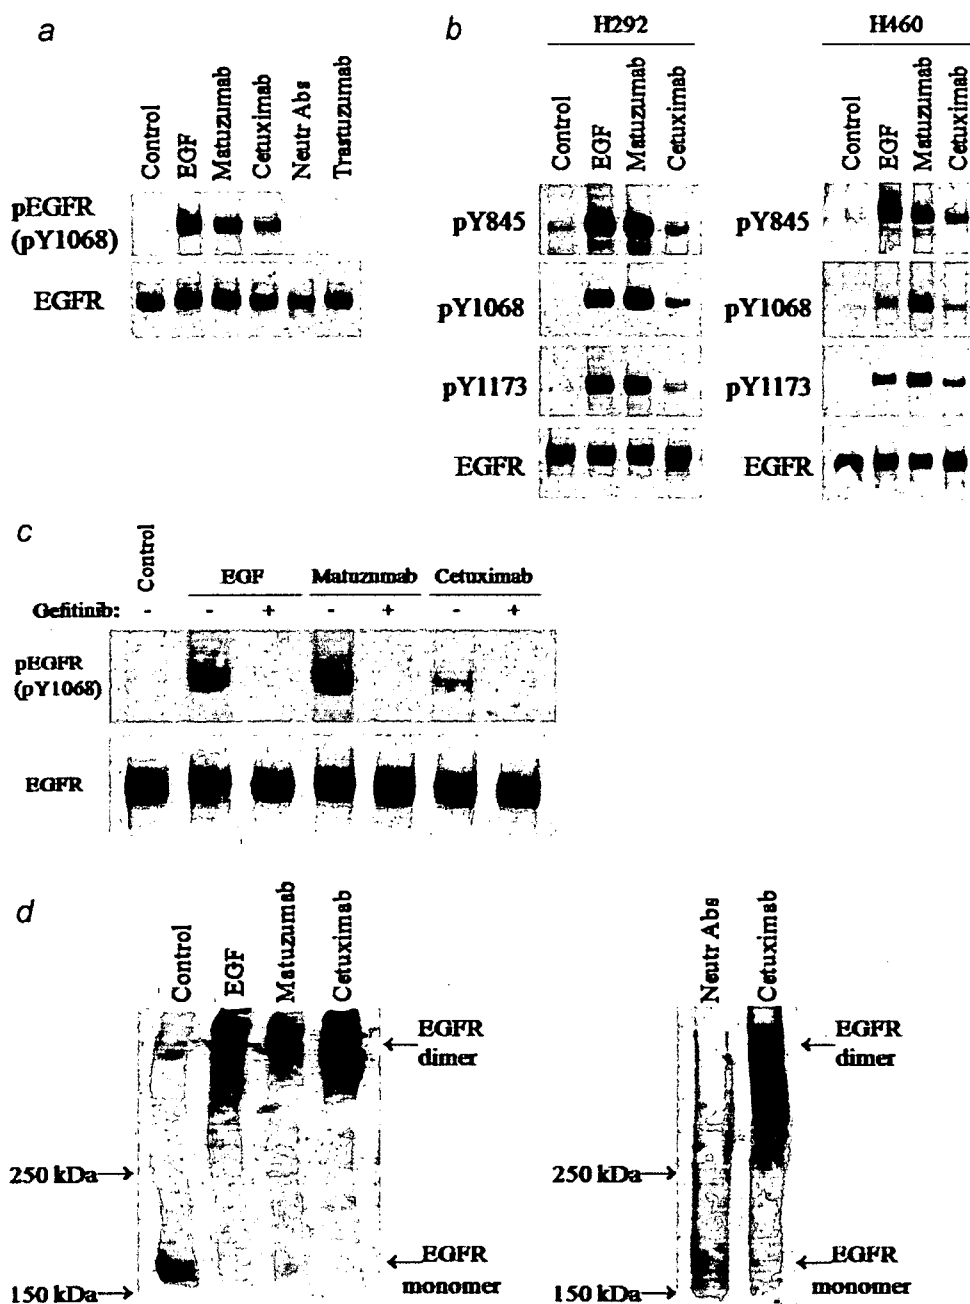 a
Control
EGF
Matuzumab
Cetuximab
Neutr Abs
Trastuzumab
pEGFR
(pY1068)
EGFR
b
H292
Control
EGF
Matuzumab
Cetuximab
pY845
pY1068
pY1173
EGFR
H460
Control
EGF
Matuzumab
Cetuximab
pY845
pY1068
pY1173
EGFR
c
Control
EGF
Matuzumab
Cetuximab
Gefitinib: - - + - + - +
pEGFR
(pY1068)
EGFR
d
Control
EGF
Matuzumab
Cetuximab
EGFR
dimer
250 kDa→
EGFR
monomer
150 kDa→
Neutr Abs
Cetuximab
EGFR
dimer
250 kDa→
EGFR
monomer
150 kDa→